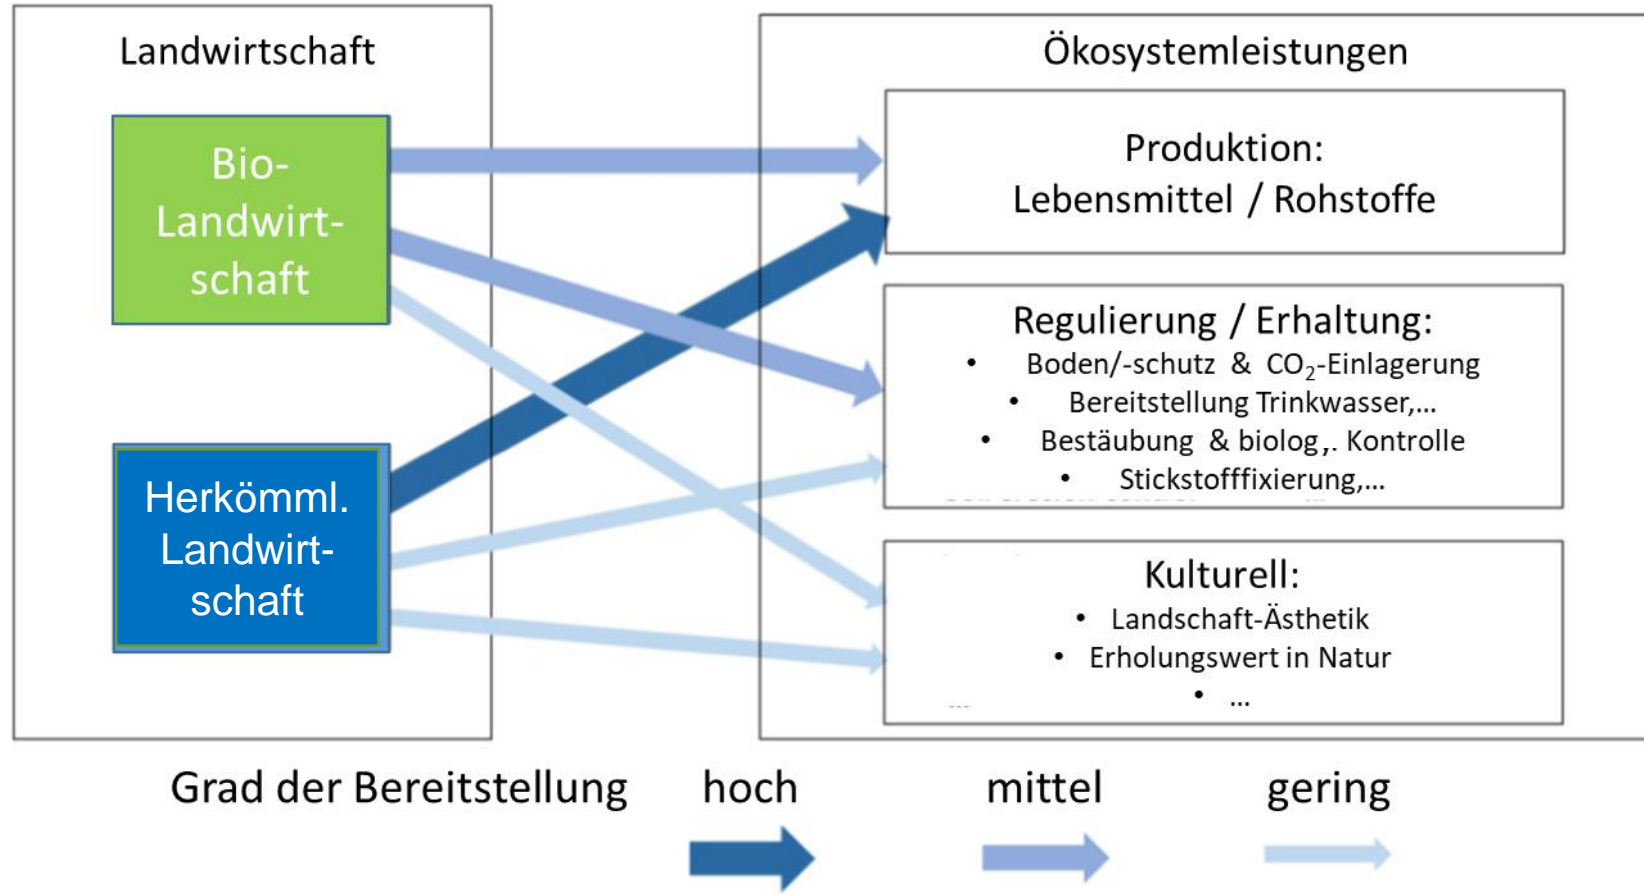 Landwirtschaft
Bio-
Landwirt-
schaft
Herkömml.
Landwirt-
schaft
Ökosystemleistungen
Produktion:
Lebensmittel / Rohstoffe
Regulierung / Erhaltung:
• Boden/-schutz & CO₂-Einlagerung
• Bereitstellung Trinkwasser,...
• Bestäubung & biolog,. Kontrolle
• Stickstofffixierung,...
Kulturell:
• Landschaft-Ästhetik
• Erholungswert in Natur
• ...
Grad der Bereitstellung hoch mittel gering